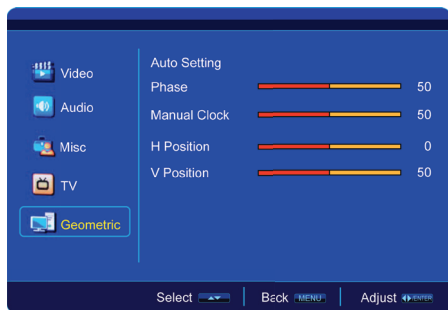 Video
Audio
Misc
TV
Geometric
Auto Setting
Phase 50
Manual Clock 50
H Position 0
V Position 50
Select Back MENU Adjust ENTER